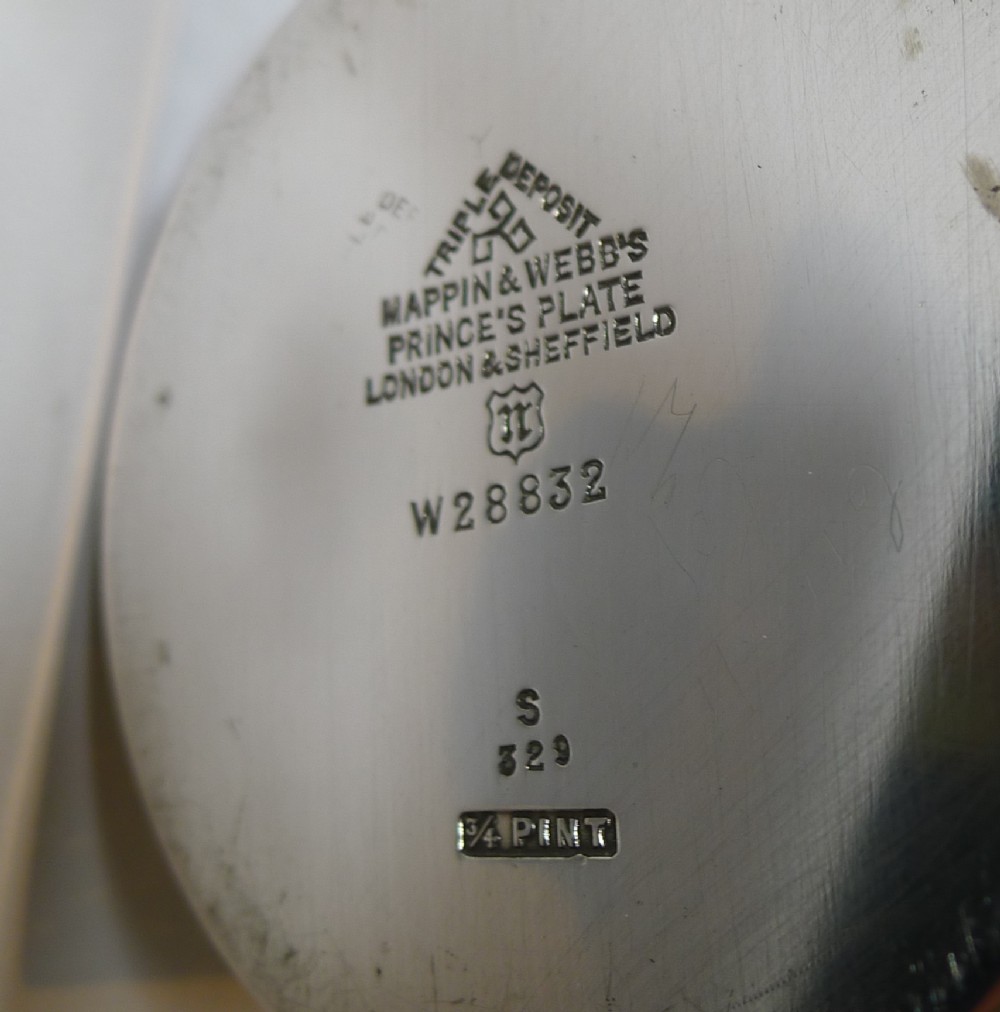 TRIPLE DEPOSIT
MAPPIN & WEBB'S
PRINCE'S PLATE
LONDON & SHEFFIELD
W28832
S
329
3/4 PINT